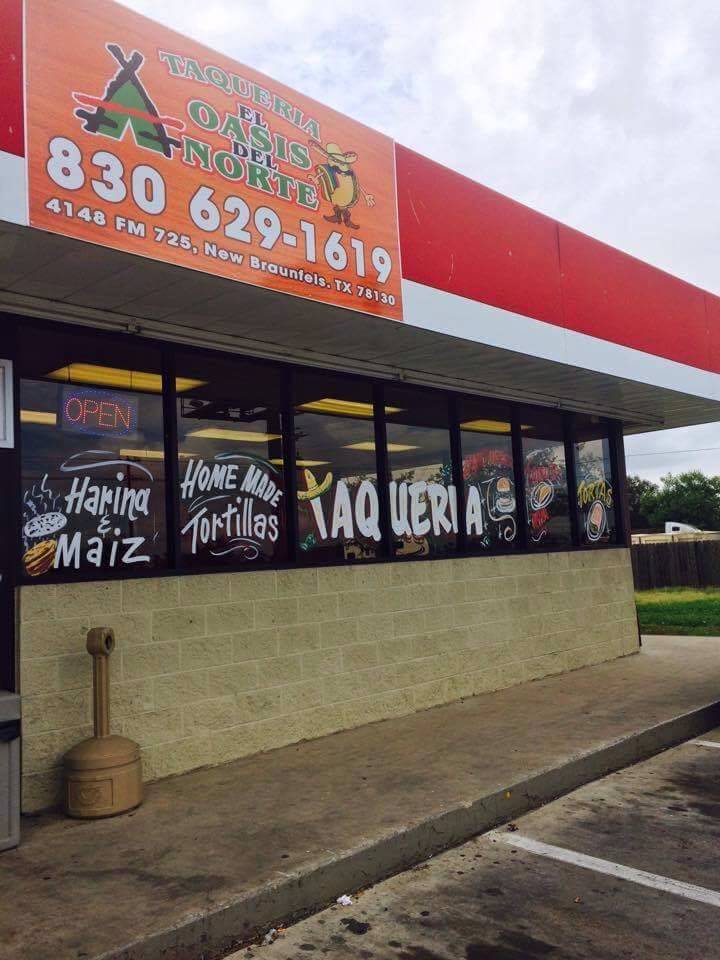 TAQUERIA
EL
OASIS
DEL
NORTE
830 629-1619
4148 FM 725, New Braunfels. TX 78130
OPEN
Harina
&
Maiz
HOME MADE
Tortillas
TAQUERIA
TORTAS